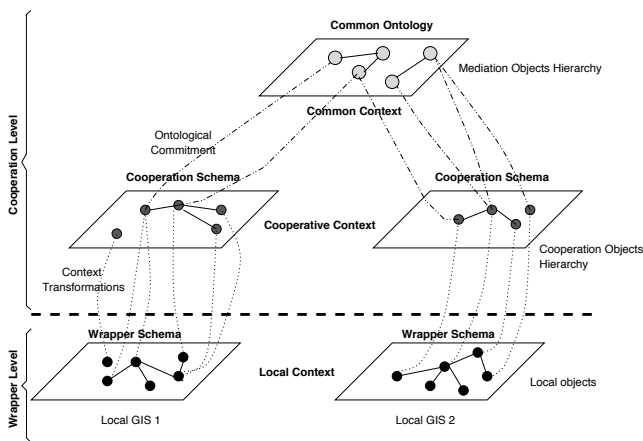 Common Ontology
Mediation Objects Hierarchy
Common Context
Ontological
Commitment
Cooperation Level
Cooperation Schema
Cooperation Schema
Cooperative Context
Cooperation Objects
Hierarchy
Context
Transformations
Wrapper Schema
Wrapper Schema
Wrapper Level
Local Context
Local objects
Local GIS 1
Local GIS 2